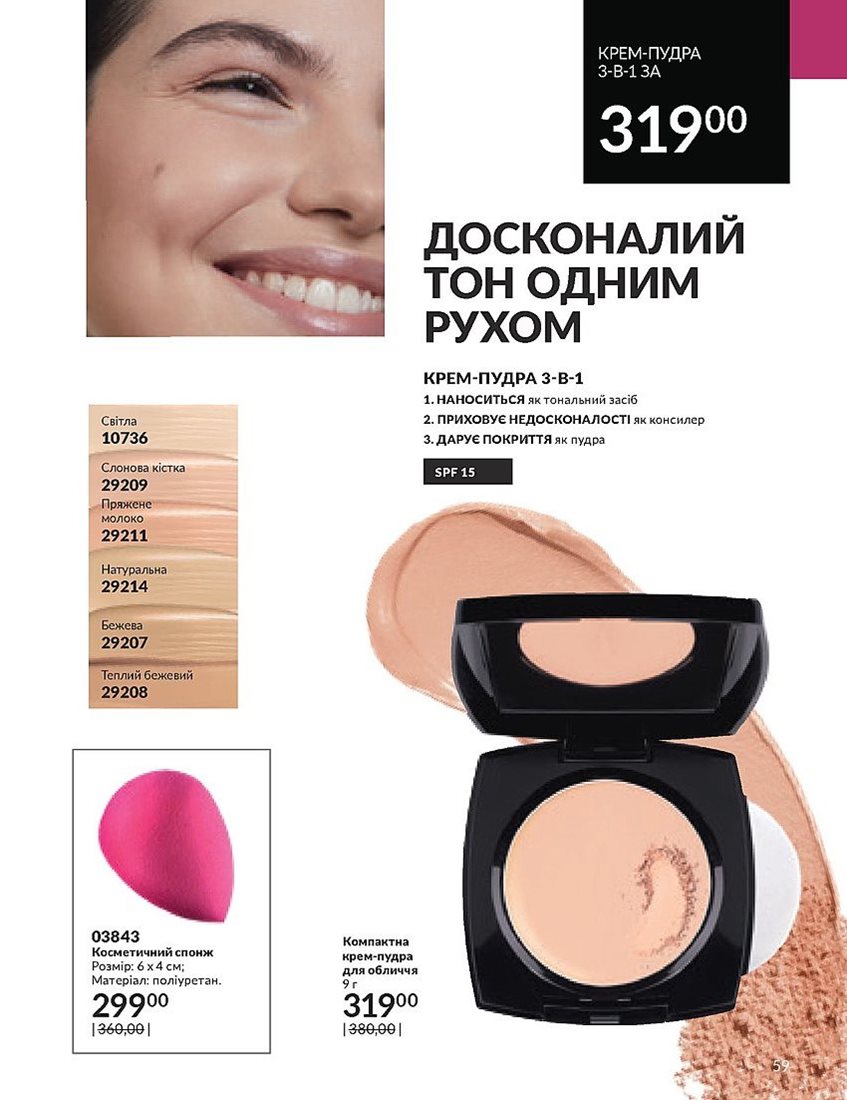 КРЕМ-ПУДРА
3-В-1 ЗА
319⁰⁰
ДОСКОНАЛИЙ
ТОН ОДНИМ
РУХОМ
КРЕМ-ПУДРА 3-В-1
1. НАНОСИТЬСЯ як тональний засіб
2. ПРИХОВУЄ НЕДОСКОНАЛОСТІ як консилер
3. ДАРУЄ ПОКРИТТЯ як пудра
SPF 15
Світла
10736
Слонова кістка
29209
Пряжене
молоко
29211
Натуральна
29214
Бежева
29207
Теплий бежевий
29208
03843
Косметичний спонж
Розмір: 6 х 4 см;
Матеріал: поліуретан.
299⁰⁰
|360,00|
Компактна
крем-пудра
для обличчя
9 г
319⁰⁰
|380,00|
59